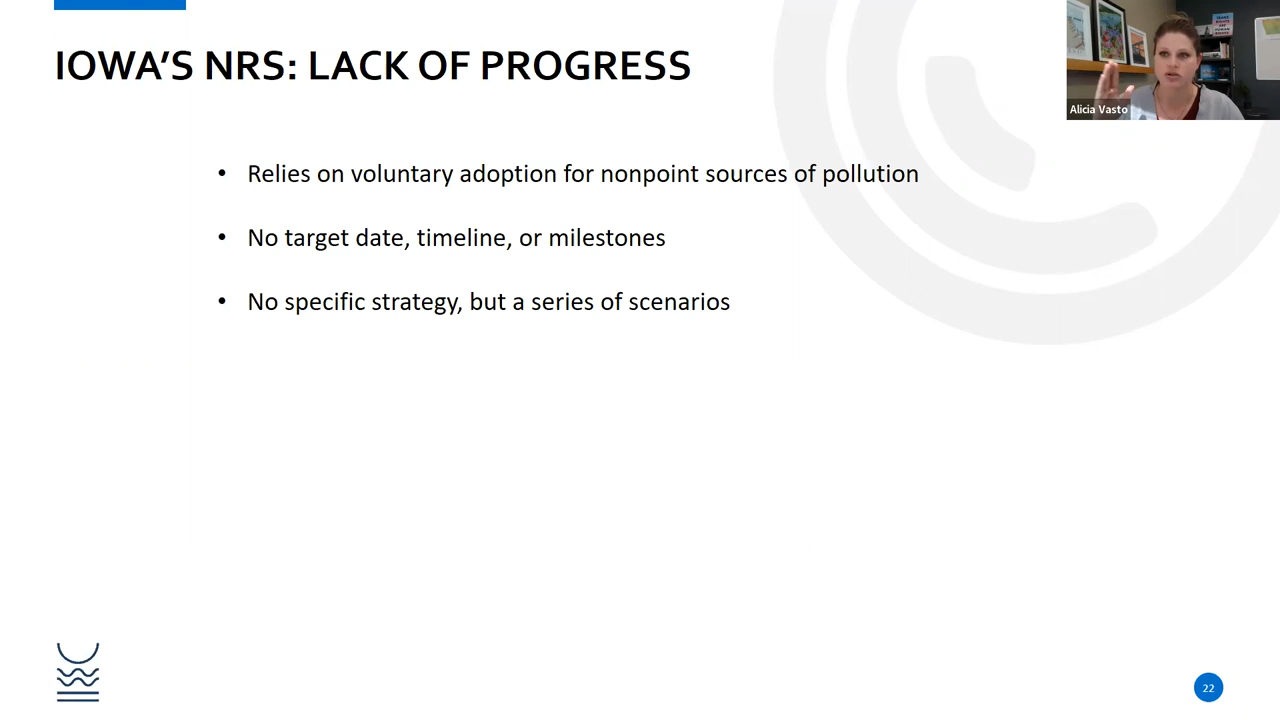 IOWA'S NRS: LACK OF PROGRESS
Alicia Vasto
• Relies on voluntary adoption for nonpoint sources of pollution
• No target date, timeline, or milestones
• No specific strategy, but a series of scenarios
22